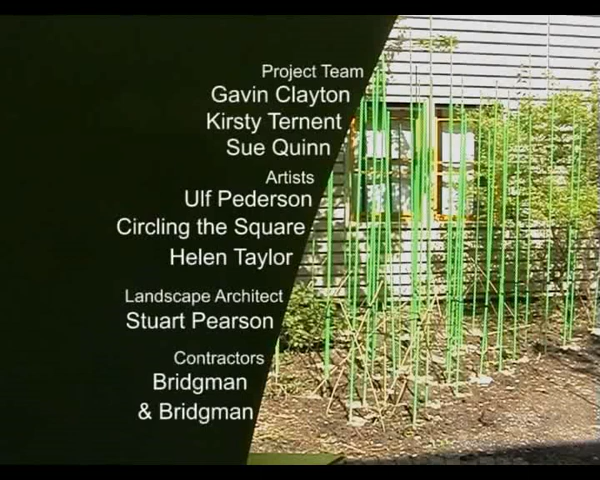 Project Team
Gavin Clayton
Kirsty Ternent
Sue Quinn
Artists
Ulf Pederson
Circling the Square
Helen Taylor
Landscape Architect
Stuart Pearson
Contractors
Bridgman
& Bridgman